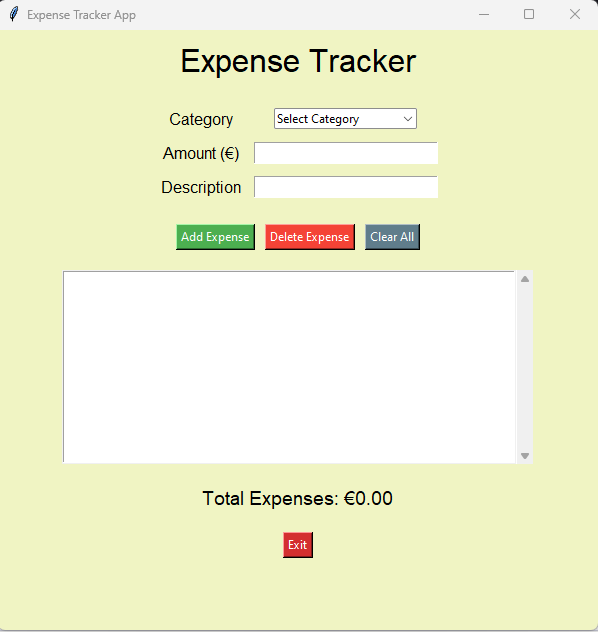 Expense Tracker App
Expense Tracker
Category Select Category
Amount (€)
Description
Add Expense Delete Expense Clear All
Total Expenses: €0.00
Exit